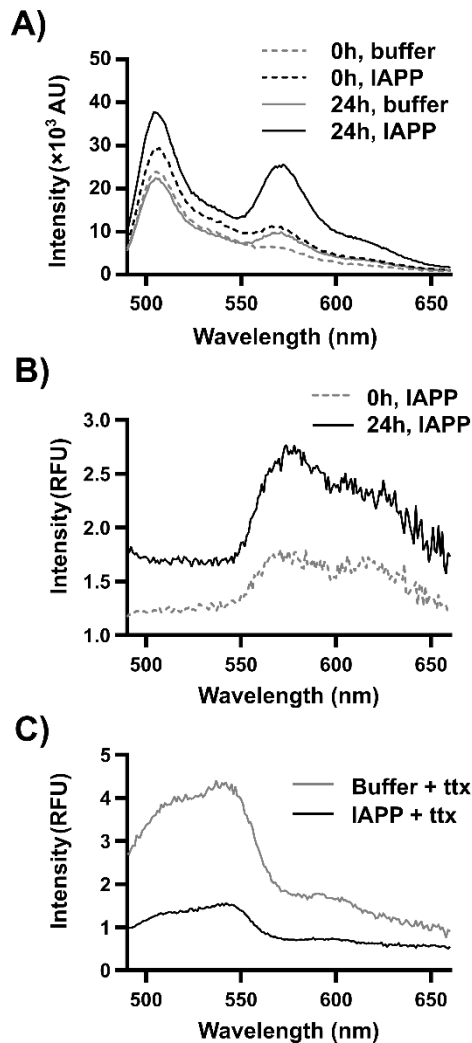 A)
0h, buffer
0h, IAPP
24h, buffer
24h, IAPP
Intensity (×10³ AU)
50
40
30
20
10
0
500 550 600 650
Wavelength (nm)
B)
0h, IAPP
24h, IAPP
Intensity (RFU)
3.0
2.5
2.0
1.5
1.0
500 550 600 650
Wavelength (nm)
C)
Buffer + ttx
IAPP + ttx
Intensity (RFU)
5
4
3
2
1
0
500 550 600 650
Wavelength (nm)